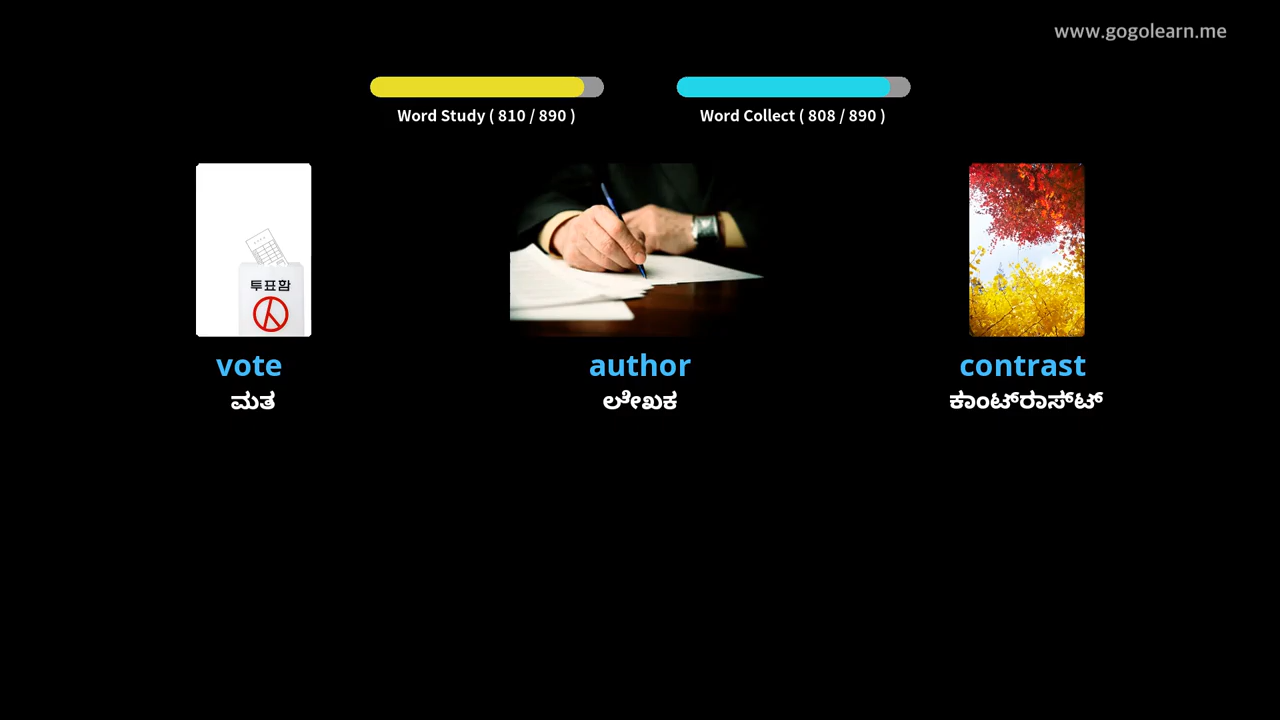 www.gogolearn.me
Word Study ( 810 / 890 )
Word Collect ( 808 / 890 )
투표함
vote
author
contrast
ಮತ
ಲೇಖಕ
ಕಾಂಟ್ರಾಸ್ಟ್